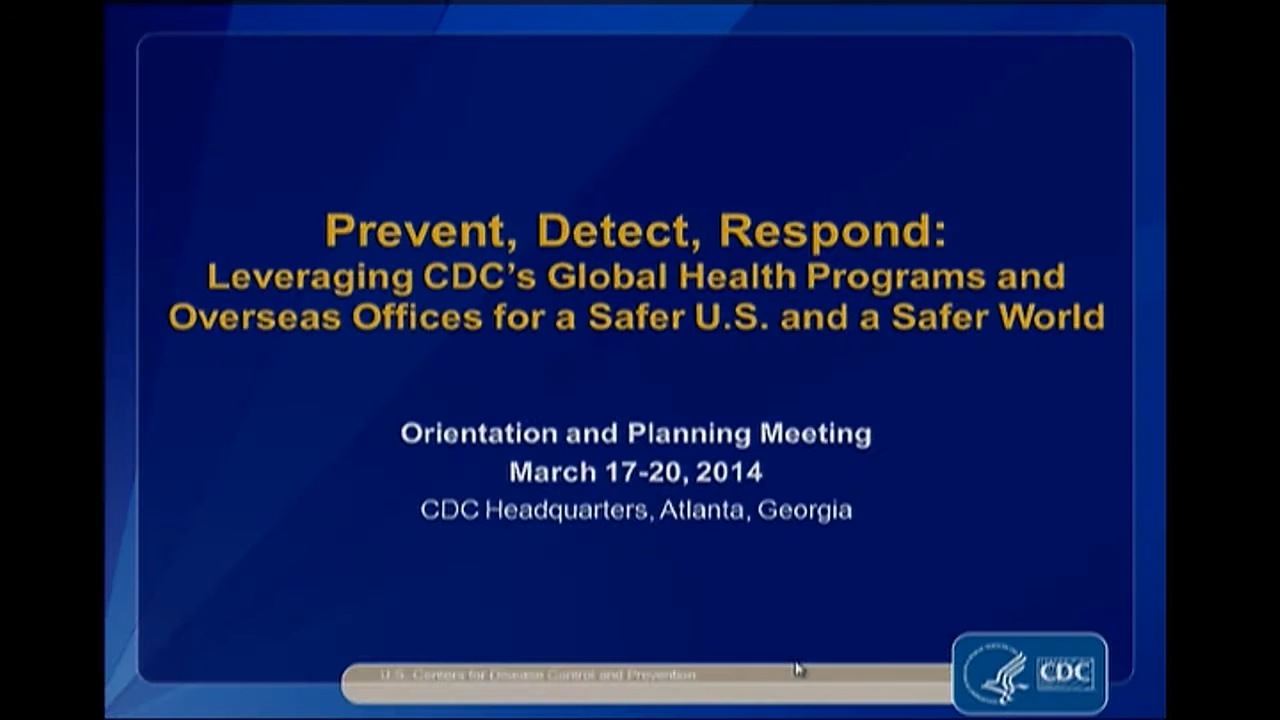 Prevent, Detect, Respond:
Leveraging CDC's Global Health Programs and
Overseas Offices for a Safer U.S. and a Safer World
Orientation and Planning Meeting
March 17-20, 2014
CDC Headquarters, Atlanta, Georgia
U.S. Centers for Disease Control and Prevention
CDC